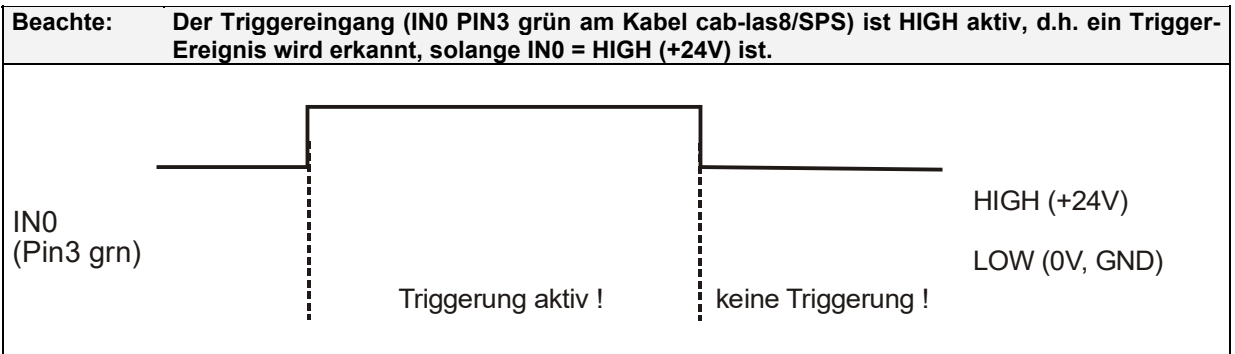 Beachte: Der Triggereingang (IN0 PIN3 grün am Kabel cab-las8/SPS) ist HIGH aktiv, d.h. ein Trigger-
Ereignis wird erkannt, solange IN0 = HIGH (+24V) ist.
HIGH (+24V)
IN0
(Pin3 grn)
LOW (0V, GND)
Triggerung aktiv !
keine Triggerung !